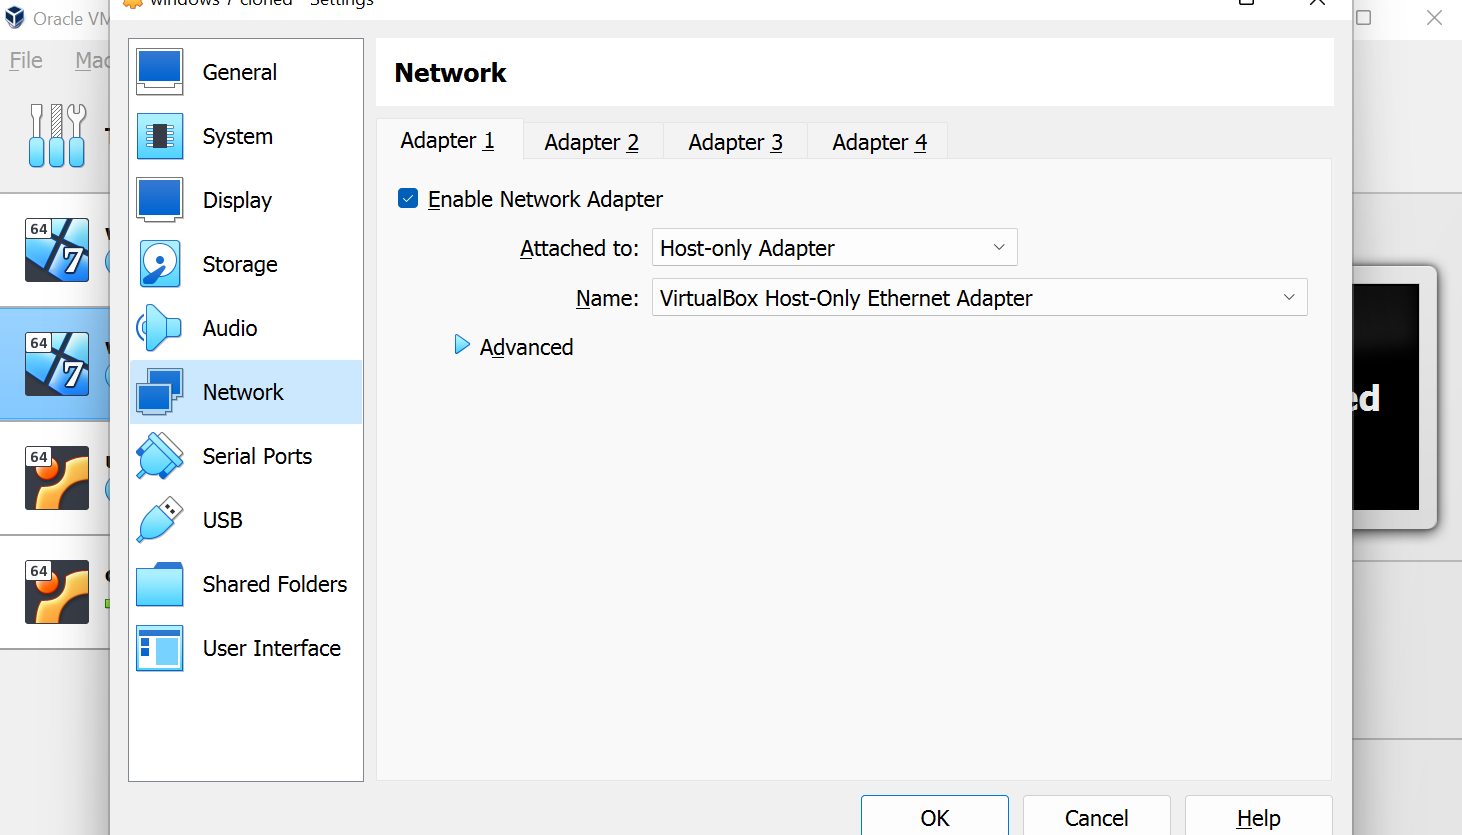 windows 7 cloned - Settings
Oracle VM
File Mac
General
System
Display
Storage
Audio
Network
Serial Ports
USB
Shared Folders
User Interface
Network
Adapter 1 Adapter 2 Adapter 3 Adapter 4
Enable Network Adapter
Attached to: Host-only Adapter
Name: VirtualBox Host-Only Ethernet Adapter
Advanced
64
7
64
7
64
64
ed
OK Cancel Help